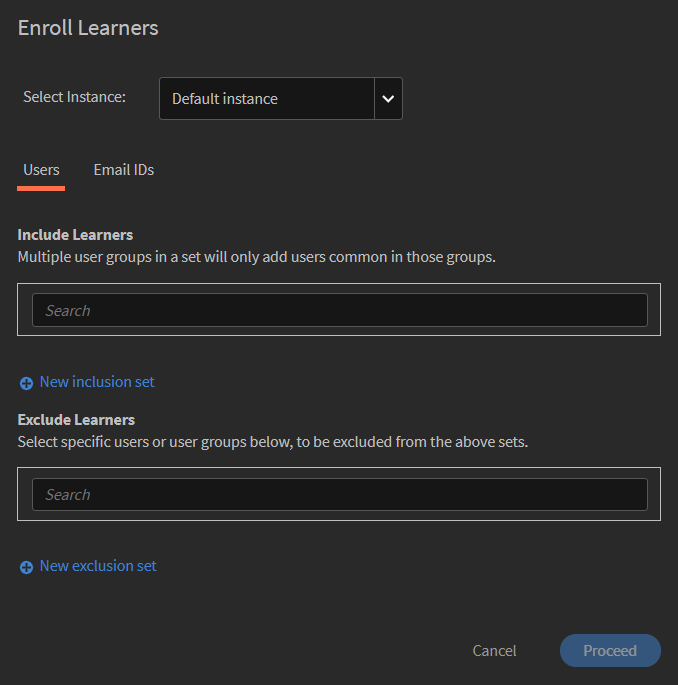 Enroll Learners
Select Instance:
Default instance
Users
Email IDs
Include Learners
Multiple user groups in a set will only add users common in those groups.
Search
New inclusion set
Exclude Learners
Select specific users or user groups below, to be excluded from the above sets.
Search
New exclusion set
Cancel
Proceed